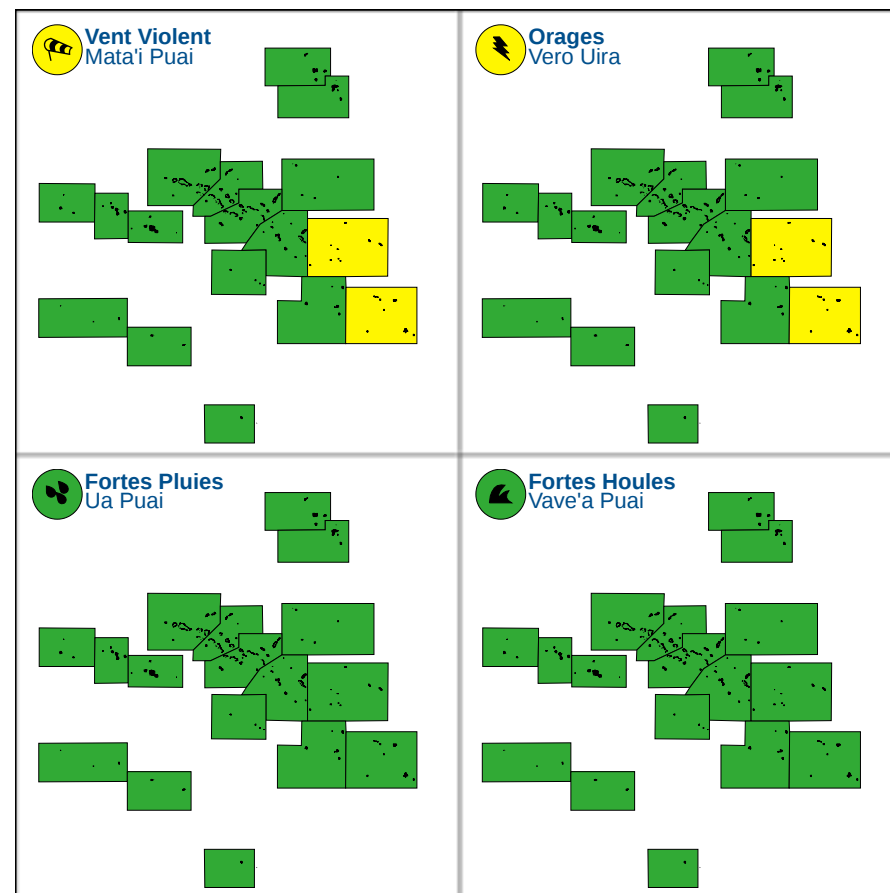 Vent Violent
Mata'i Puai
Orages
Vero Uira
Fortes Pluies
Ua Puai
Fortes Houles
Vave'a Puai